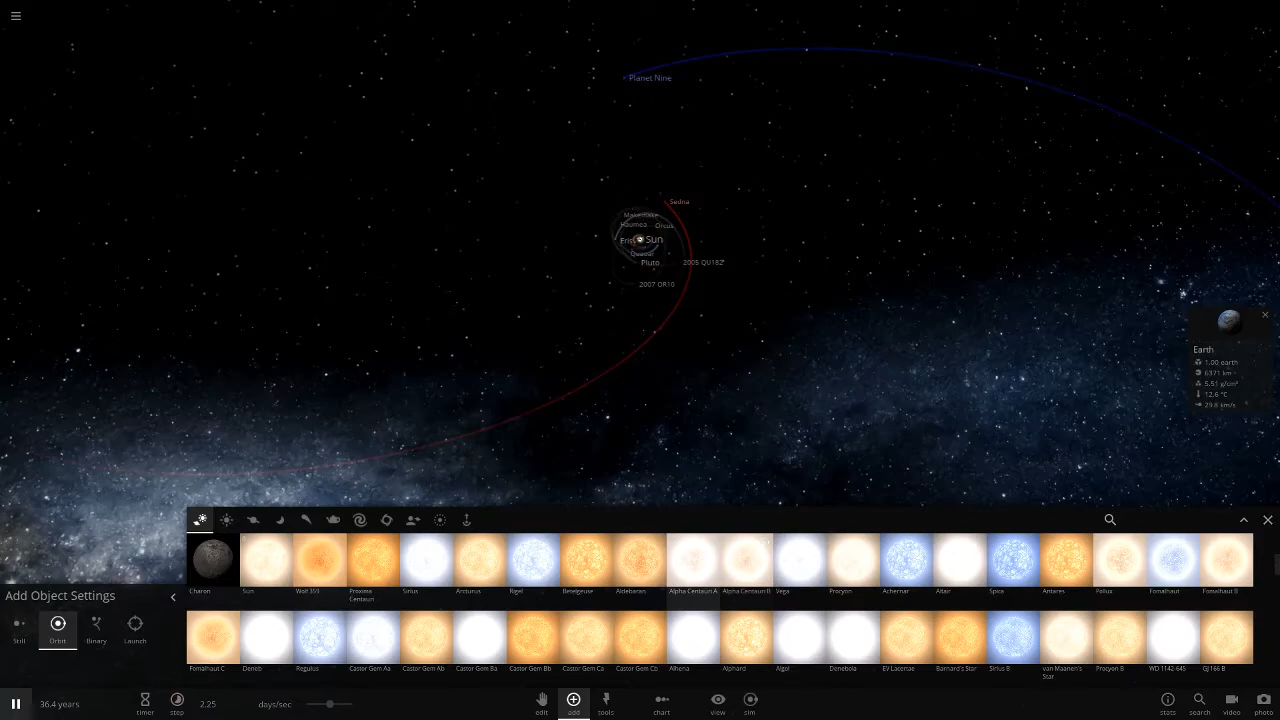 Planet Nine
Sedna
Makemake
Haumea
Orcus
Eris
Sun
Quaoar
Pluto
2005 QU182
2007 OR10
Earth
1.00 earth
6371 km
5.51 g/cm³
12.6 °C
29.8 km/s
Charon
Sun
Wolf 359
Proxima Centauri
Sirius
Arcturus
Rigel
Betelgeuse
Aldebaran
Alpha Centauri A
Alpha Centauri B
Vega
Procyon
Achernar
Altair
Spica
Antares
Pollux
Fomalhaut
Fomalhaut B
Add Object Settings
Still
Orbit
Binary
Launch
Fomalhaut C
Deneb
Regulus
Castor Gem Aa
Castor Gem Ab
Castor Gem Ba
Castor Gem Bb
Castor Gem Ca
Castor Gem Cb
Alhena
Alphard
Algol
Denebola
EV Lacertae
Barnard's Star
Sirius B
van Maanen's Star
Procyon B
WD 1142-645
GJ 166 B
36.4 years
timer
step
2.25
days/sec
edit
add
tools
chart
view
sim
stats
search
video
photo